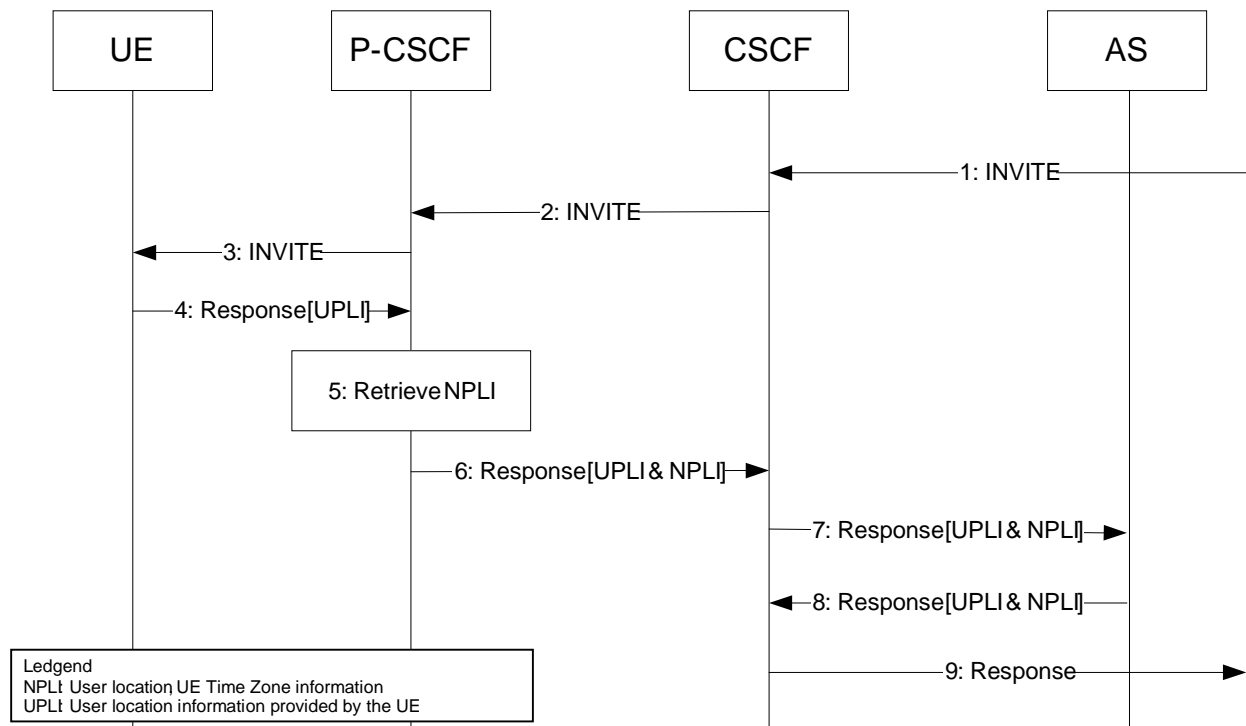 UE
P-CSCF
CSCF
AS
1: INVITE
2: INVITE
3: INVITE
4: Response[UPLI]
5: Retrieve NPLI
6: Response[UPLI & NPLI]
7: Response[UPLI & NPLI]
8: Response[UPLI & NPLI]
9: Response
Ledgend
NPLI: User location, UE Time Zone information
UPLI: User location information provided by the UE